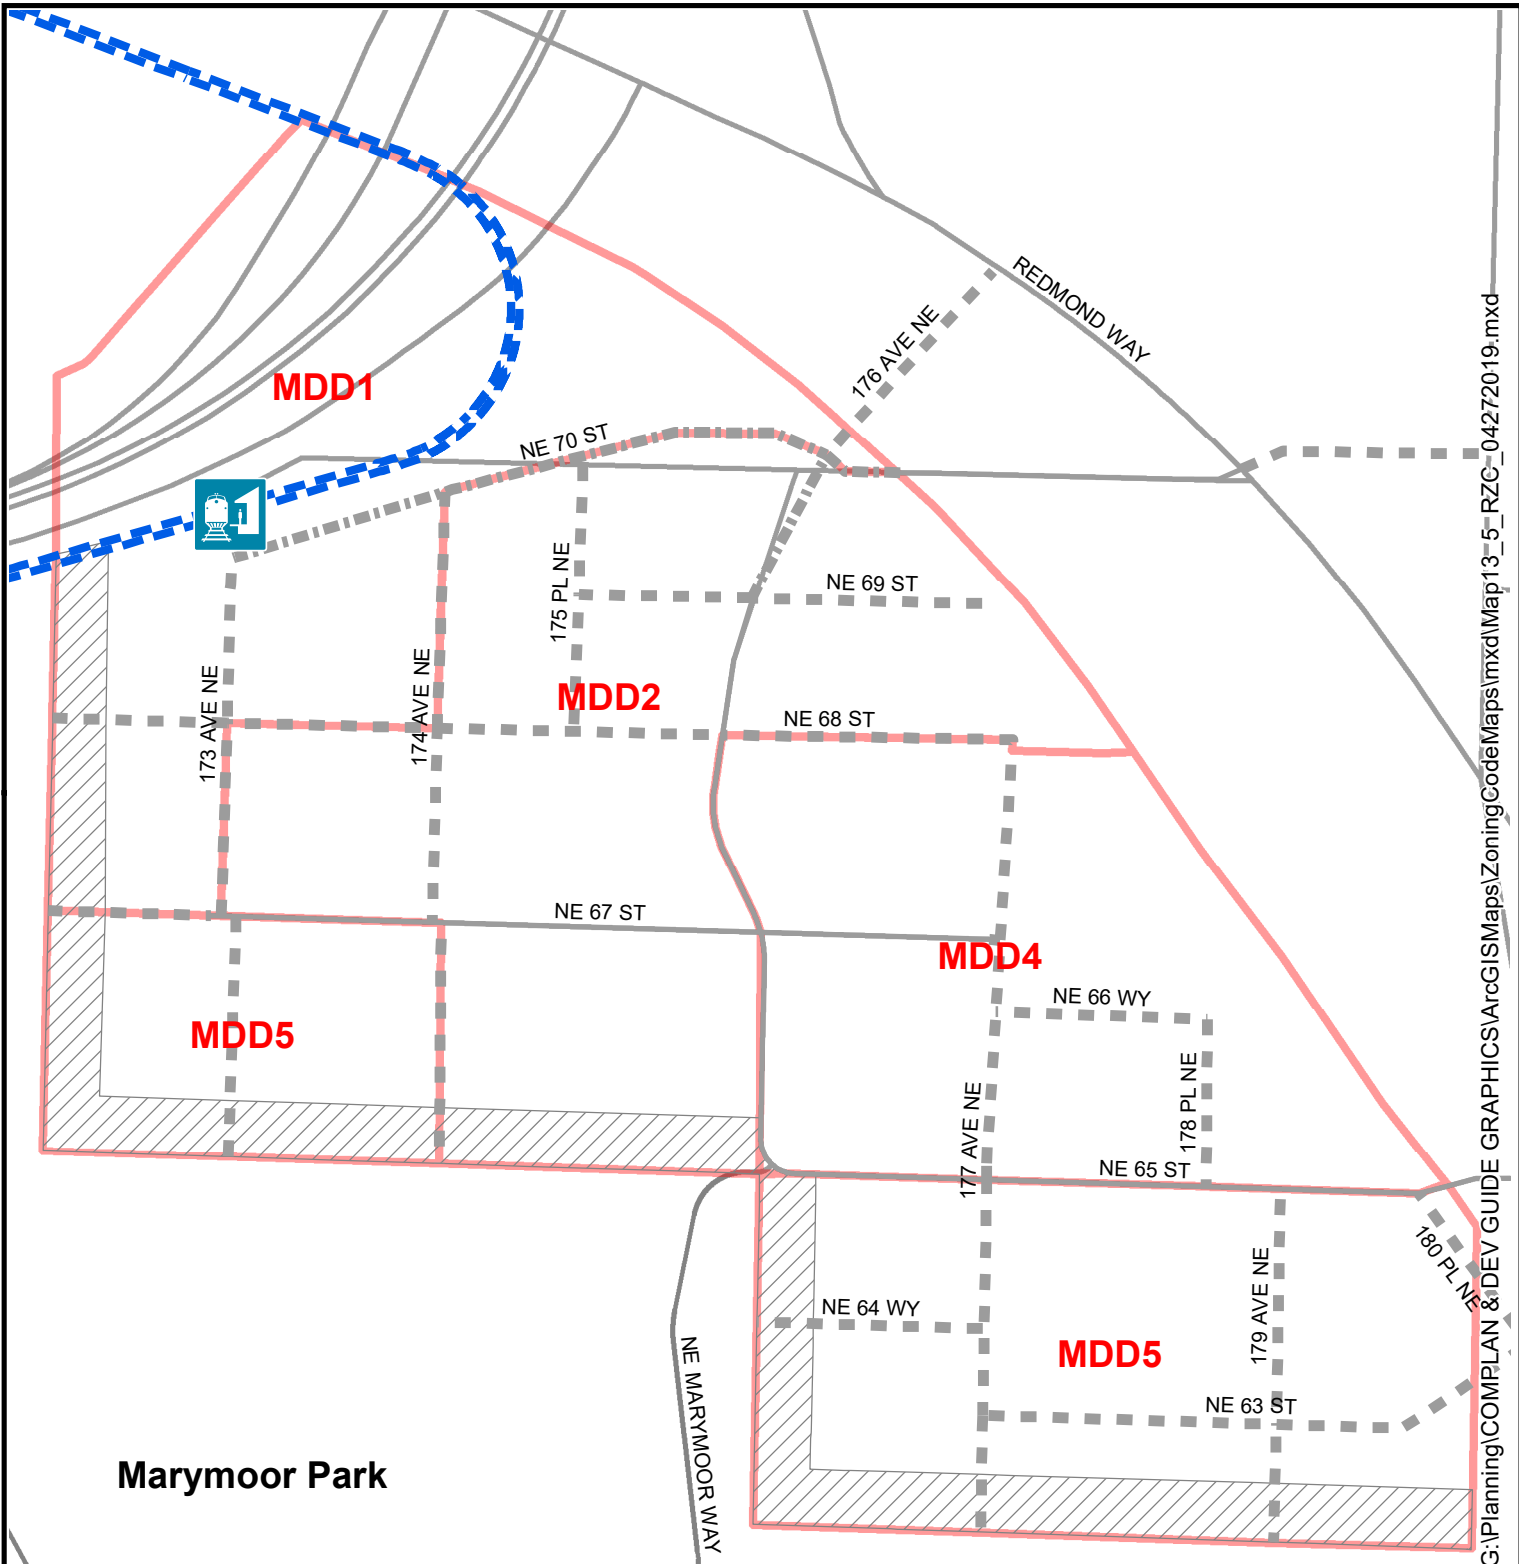 REDMOND WAY
176 AVE NE
MDD1
NE 70 ST
175 PL NE
NE 69 ST
173 AVE NE
174 AVE NE
MDD2
NE 68 ST
NE 67 ST
MDD4
NE 66 WY
MDD5
178 PL NE
177 AVE NE
NE 65 ST
180 PL NE
179 AVE NE
NE 64 WY
MDD5
NE 63 ST
NE MARYMOOR WAY
Marymoor Park
G:\Planning\COMPLAN & DEV GUIDE GRAPHICS\ArcGISMaps\ZoningCodeMaps\mxd\Map13_5_RZC_04272019.mxd